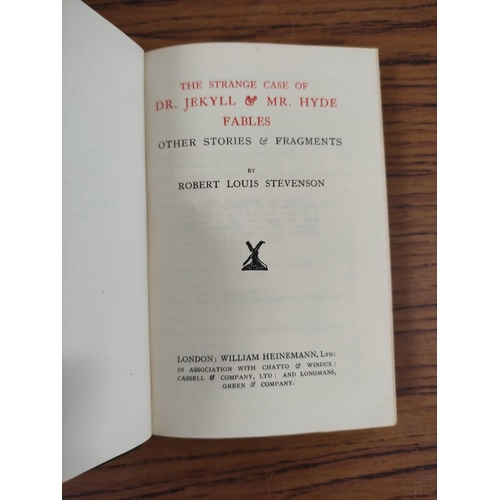 THE STRANGE CASE OF
DR. JEKYLL & MR. HYDE
FABLES
OTHER STORIES & FRAGMENTS
BY
ROBERT LOUIS STEVENSON
LONDON; WILLIAM HEINEMANN, LTD:
IN ASSOCIATION WITH CHATTO & WINDUS:
CASSELL & COMPANY, LTD: AND LONGMANS,
GREEN & COMPANY.